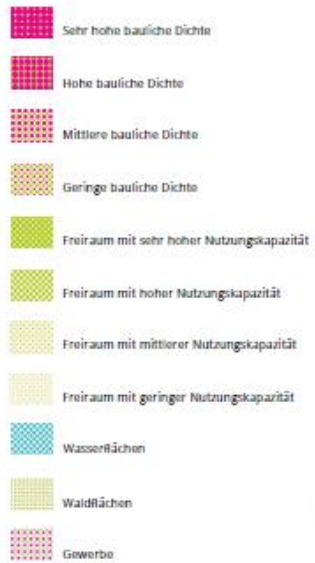 Sehr hohe bauliche Dichte
Hohe bauliche Dichte
Mittlere bauliche Dichte
Geringe bauliche Dichte
Freiraum mit sehr hoher Nutzungskapazität
Freiraum mit hoher Nutzungskapazität
Freiraum mit mittlerer Nutzungskapazität
Freiraum mit geringer Nutzungskapazität
Wasserflächen
Waldflächen
Gewerbe